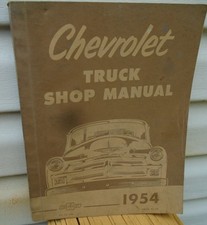 Chevrolet
TRUCK
SHOP MANUAL
1954